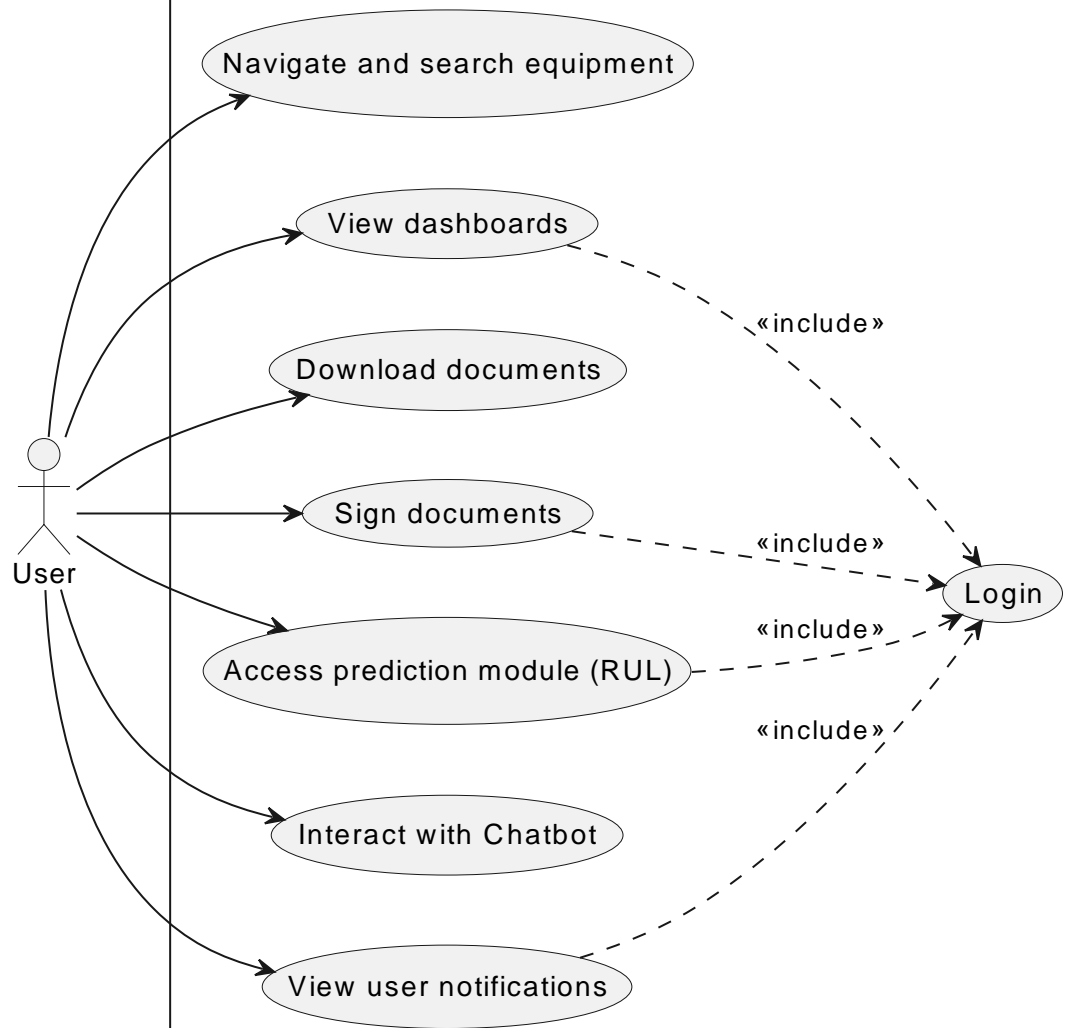 Navigate and search equipment
View dashboards
«include»
Download documents
Sign documents
«include»
User
Login
«include»
Access prediction module (RUL)
«include»
Interact with Chatbot
View user notifications